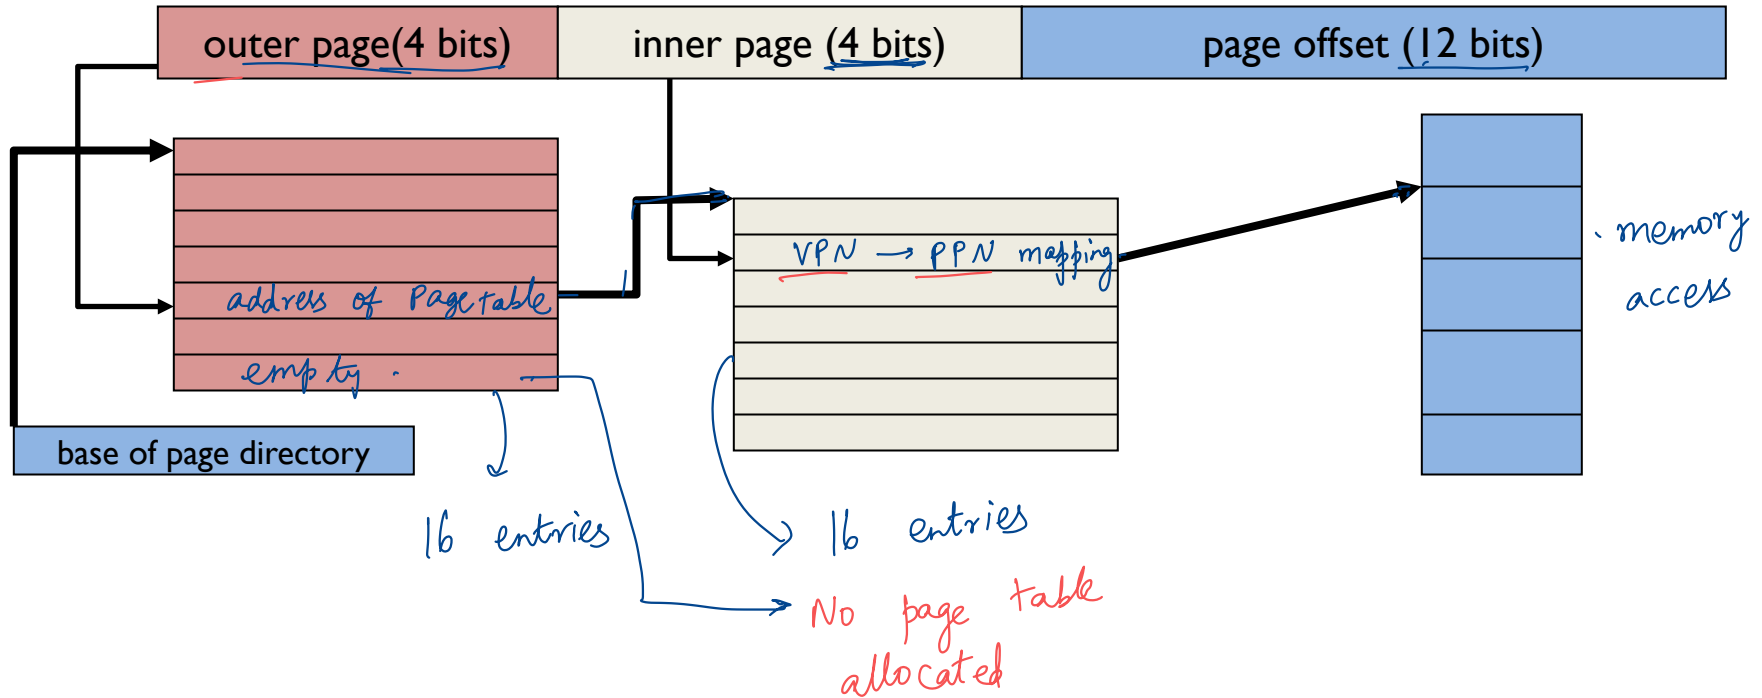 outer page(4 bits)
inner page (4 bits)
page offset (12 bits)
address of Page table
empty .
base of page directory
16 entries
VPN → PPN mapping
16 entries
No page table
allocated
. memory
access